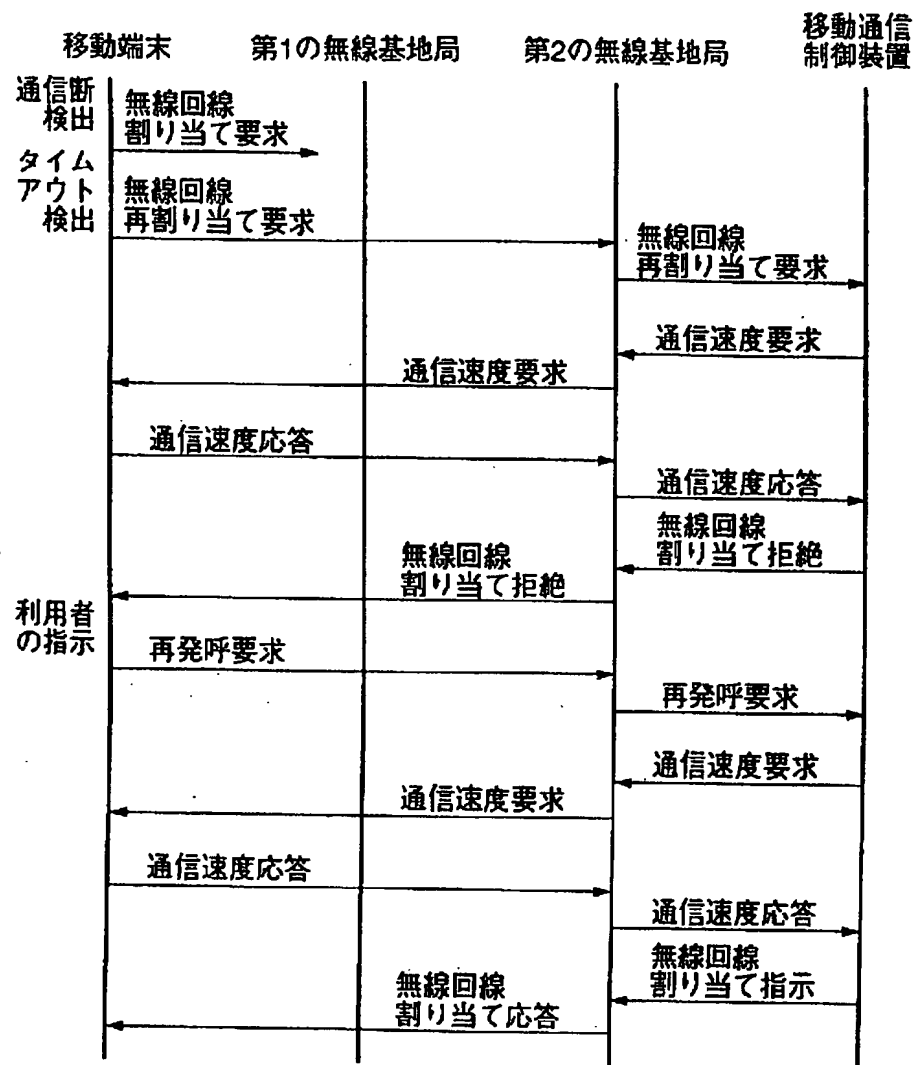 移動端末
第1の無線基地局
第2の無線基地局
移動通信
制御装置
通信断
検出
無線回線
割り当て要求
タイム
アウト
検出
無線回線
再割り当て要求
無線回線
再割り当て要求
通信速度要求
通信速度要求
通信速度応答
通信速度応答
無線回線
割り当て拒絶
無線回線
割り当て拒絶
利用者
の指示
再発呼要求
再発呼要求
通信速度要求
通信速度要求
通信速度応答
通信速度応答
無線回線
割り当て指示
無線回線
割り当て応答